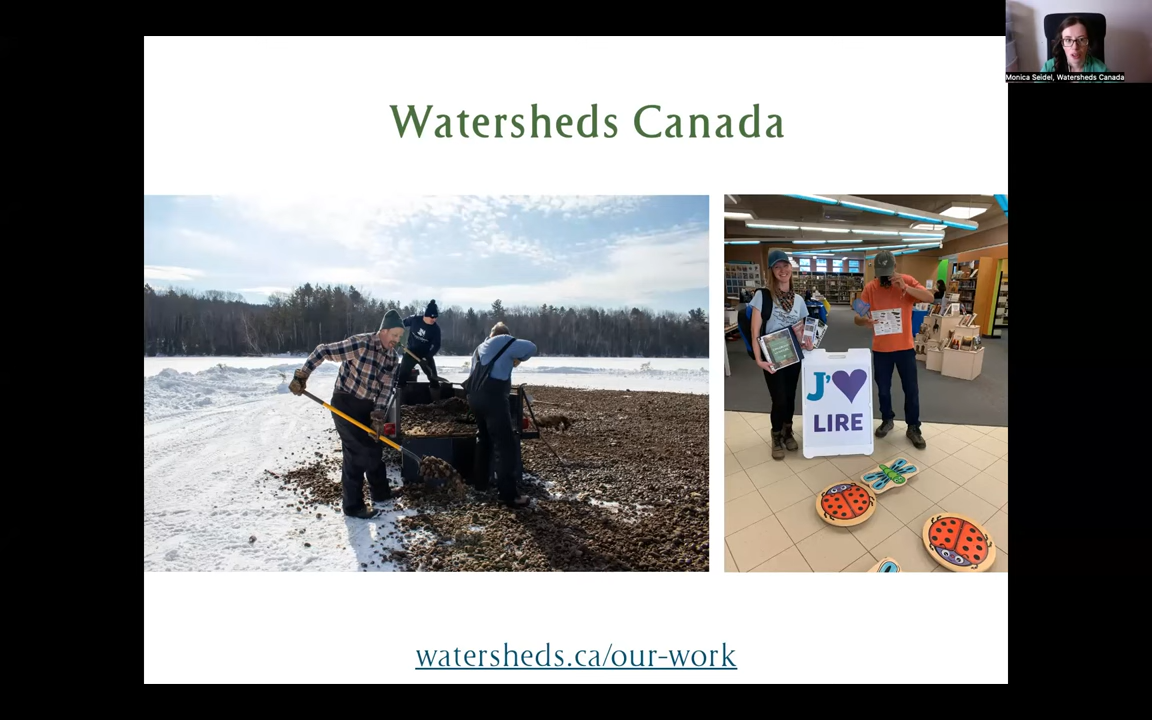 Monica Seidel, Watersheds Canada
Watersheds Canada
J'♥
LIRE
watersheds.ca/our-work